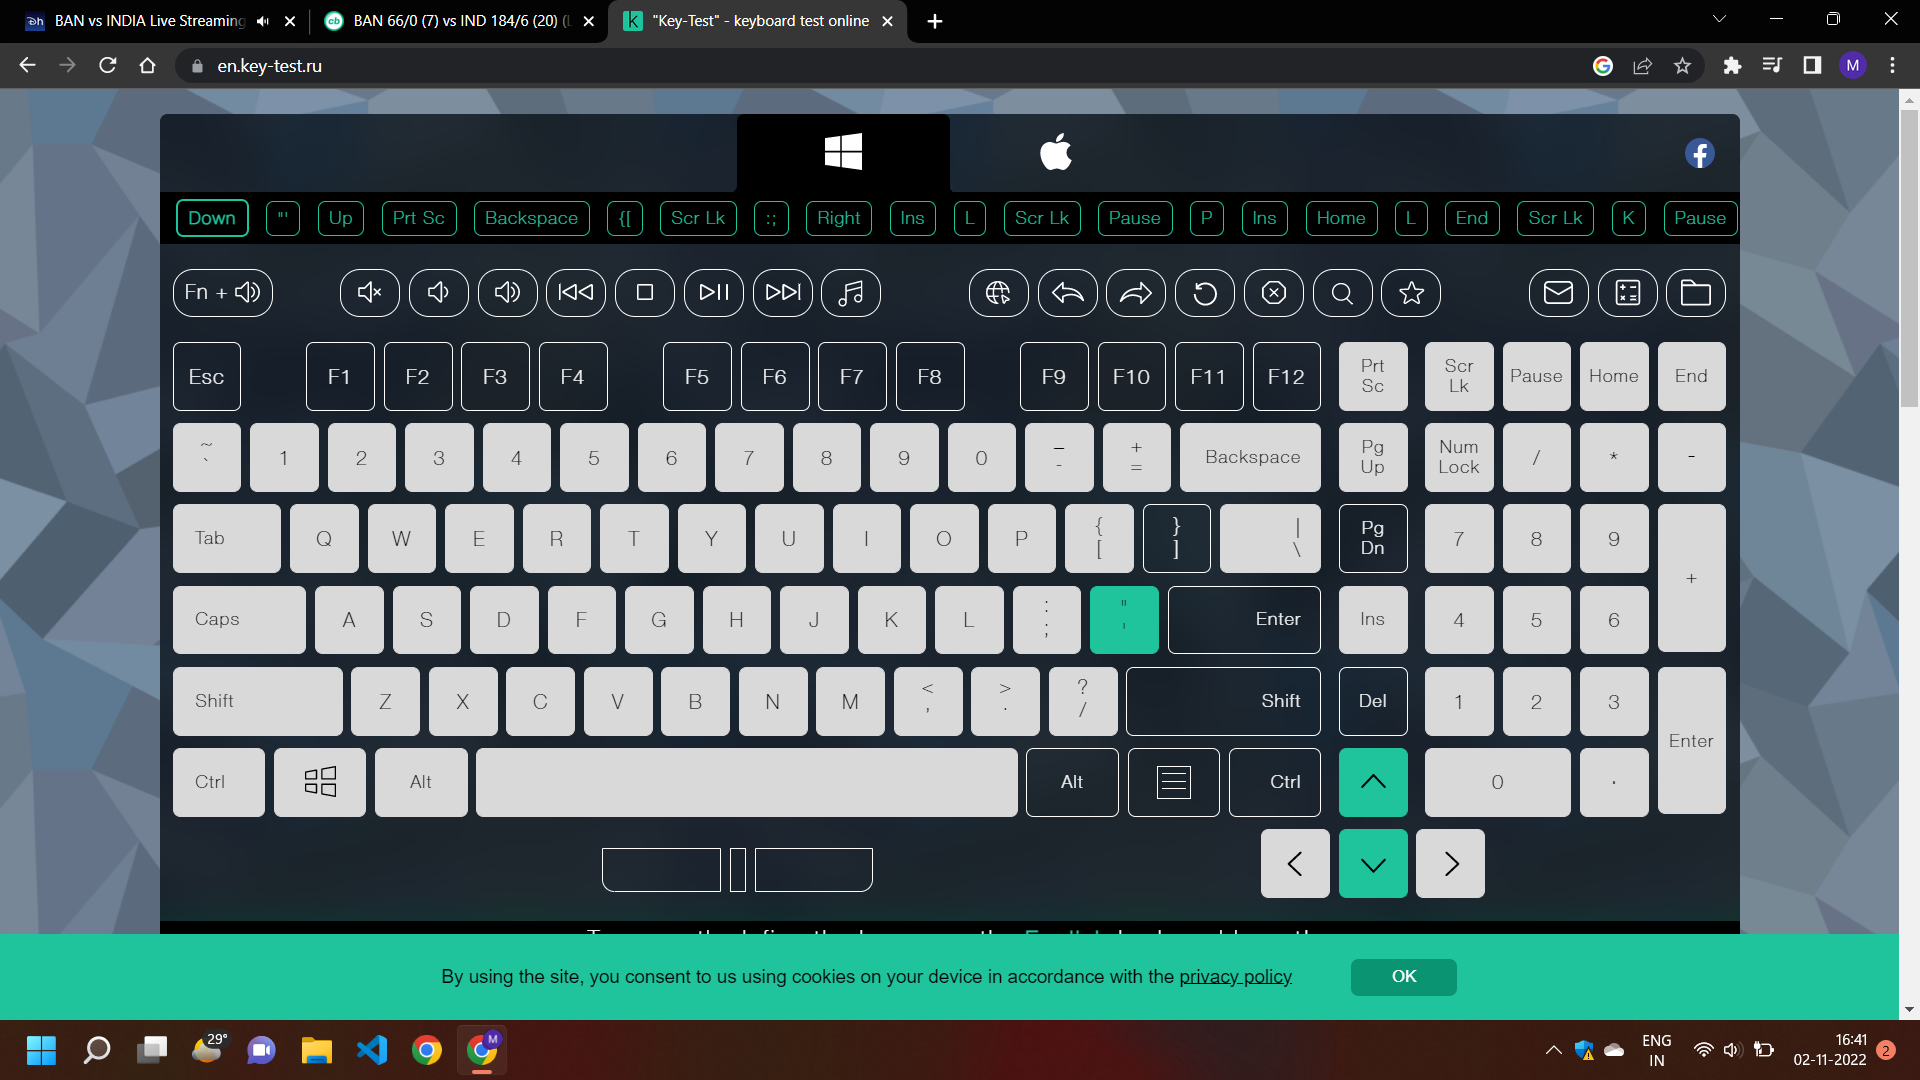 BAN vs INDIA Live Streaming
cb BAN 66/0 (7) vs IND 184/6 (20) (
"Key-Test" - keyboard test online
en.key-test.ru
M
Down "' Up Prt Sc Backspace {[ Scr Lk :; Right Ins L Scr Lk Pause P Ins Home L End Scr Lk K Pause
Fn +
Esc F1 F2 F3 F4 F5 F6 F7 F8 F9 F10 F11 F12 Prt Sc Scr Lk Pause Home End
~ ` 1 2 3 4 5 6 7 8 9 0 _ - + = Backspace Pg Up Num Lock / * -
Tab Q W E R T Y U I O P { [ } ] | \ Pg Dn 7 8 9 +
Caps A S D F G H J K L : ; " ' Enter Ins 4 5 6
Shift Z X C V B N M < , > . ? / Shift Del 1 2 3 Enter
Ctrl Alt Alt Ctrl 0 .
By using the site, you consent to us using cookies on your device in accordance with the privacy policy OK
29°
M
ENG
IN
16:41
02-11-2022
2